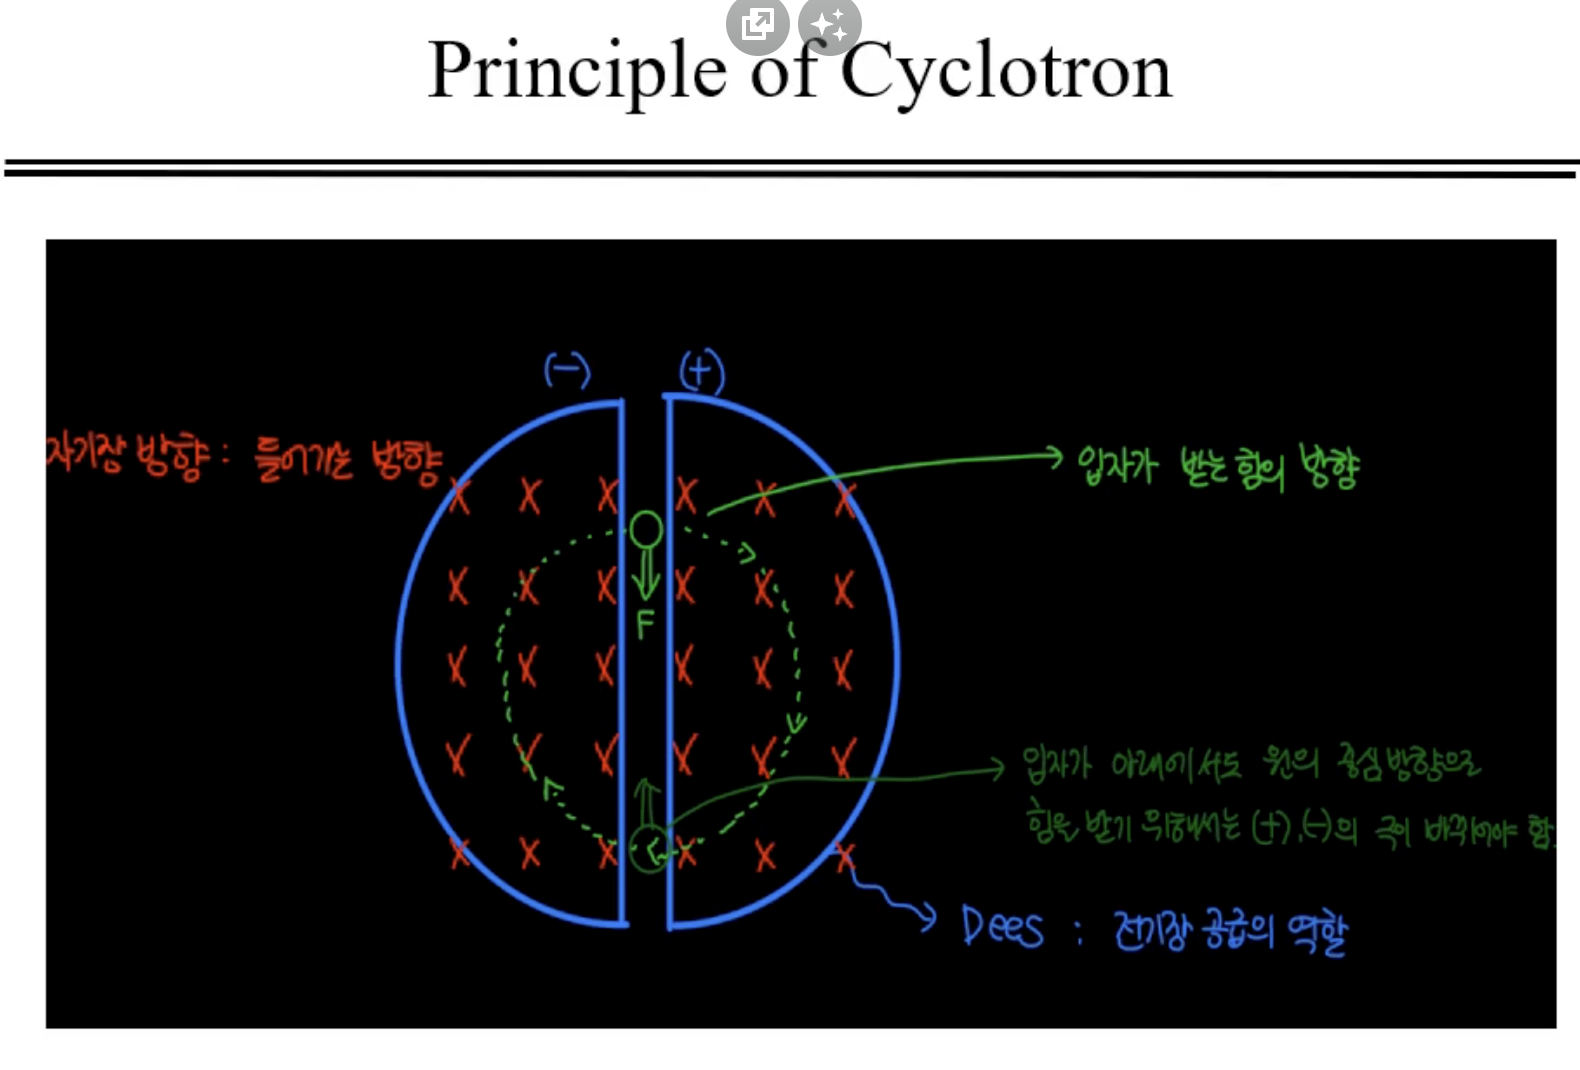 Principle of Cyclotron
(-) (+)
자기장 방향 : 들어가는 방향
입자가 받는 힘의 방향
F
입자가 아래에서도 원의 중심방향으로
힘을 받기 위해서는 (+),(-)의 극이 바뀌어야 함.
Dees : 전기장 공급의 역할